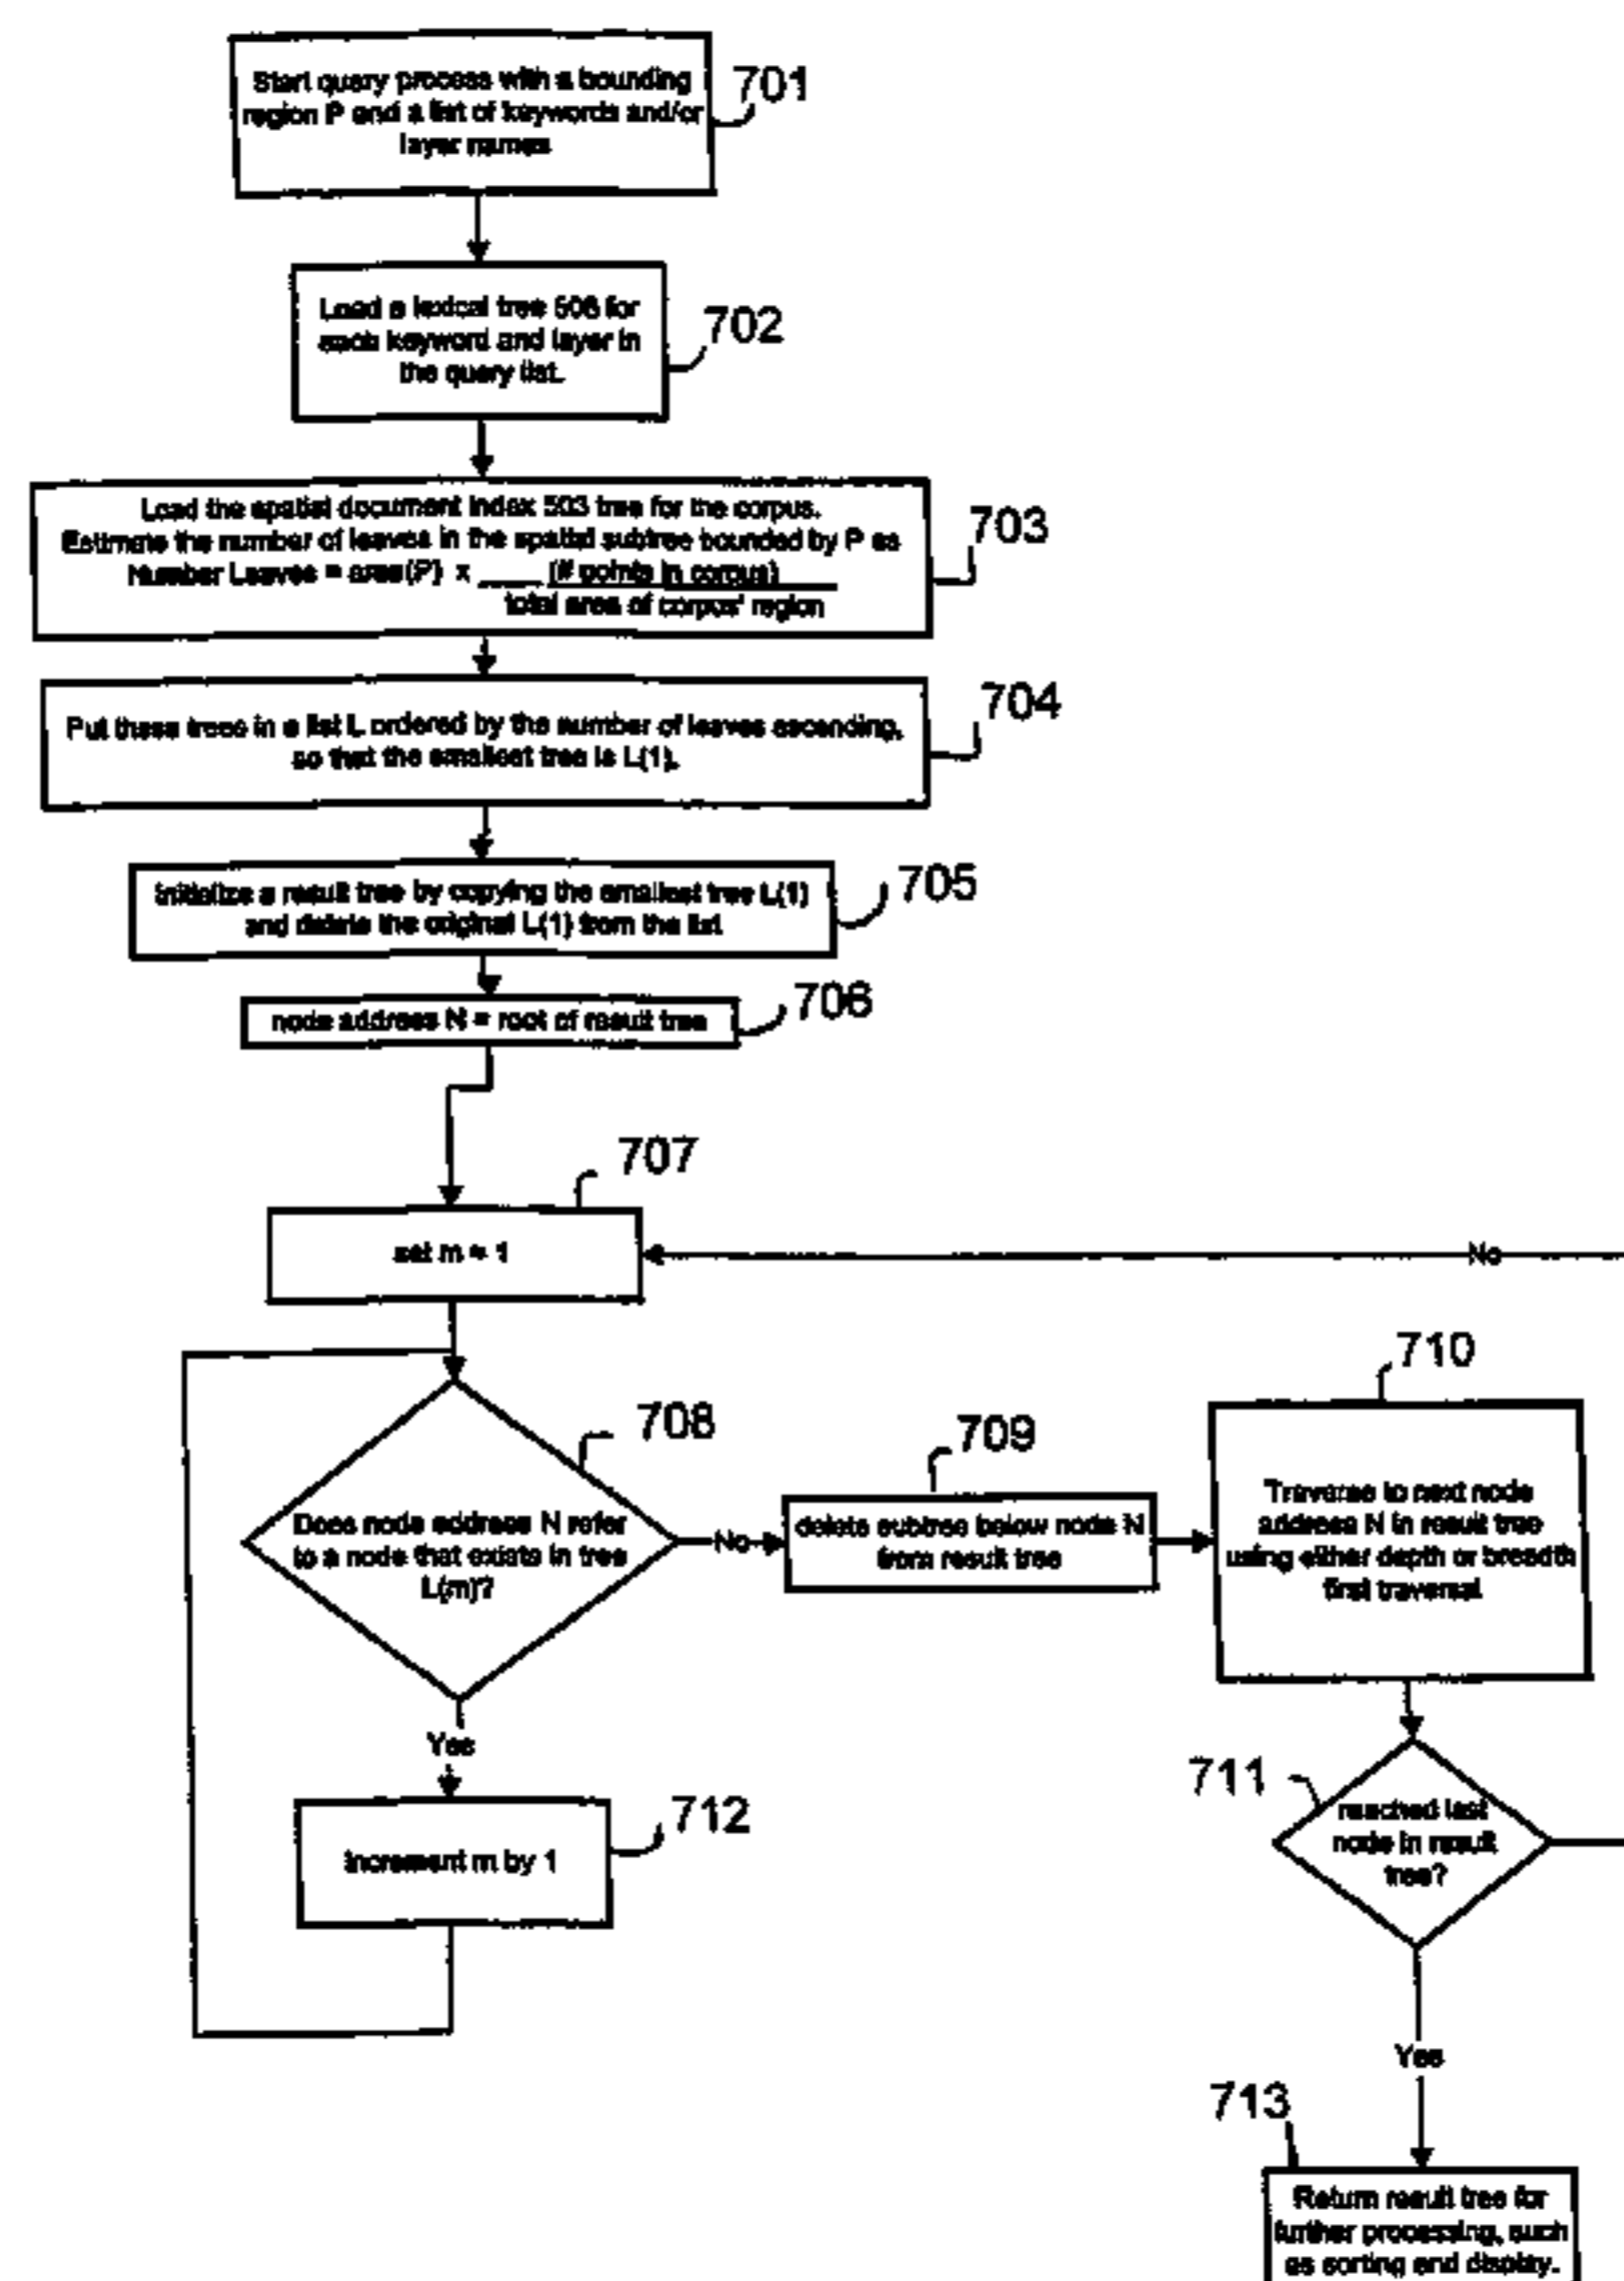 Start query process with a bounding
region P and a list of keywords and/or
layer names
701
Load a lexical tree 506 for
each keyword and layer in
the query list.
702
Load the spatial document index 503 tree for the corpus.
Estimate the number of leaves in the spatial subtree bounded by P as
Number Leaves = area(P) x ____ (# points in corpus)
total area of corpus' region
703
Put these trees in a list L ordered by the number of leaves ascending,
so that the smallest tree is L(1).
704
Initialize a result tree by copying the smallest tree L(1)
and delete the original L(1) from the list
705
node address N = root of result tree
706
707
set m = 1
No
708
Does node address N refer
to a node that exists in tree
L(m)?
No
709
delete subtree below node N
from result tree
710
Traverse to next node
address N in result tree
using either depth or breadth
first traversal.
Yes
712
increment m by 1
711
reached last
node in result
tree?
Yes
713
Return result tree for
further processing, such
as sorting and display.